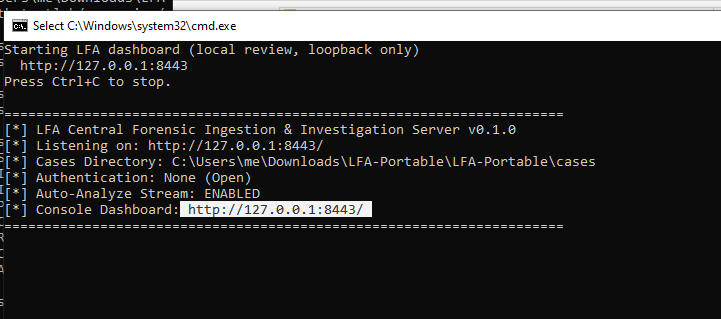 Select C:\Windows\system32\cmd.exe
Starting LFA dashboard (local review, loopback only)
http://127.0.0.1:8443
Press Ctrl+C to stop.
======================================================================
[*] LFA Central Forensic Ingestion & Investigation Server v0.1.0
[*] Listening on: http://127.0.0.1:8443/
[*] Cases Directory: C:\Users\me\Downloads\LFA-Portable\LFA-Portable\cases
[*] Authentication: None (Open)
[*] Auto-Analyze Stream: ENABLED
[*] Console Dashboard: http://127.0.0.1:8443/
======================================================================